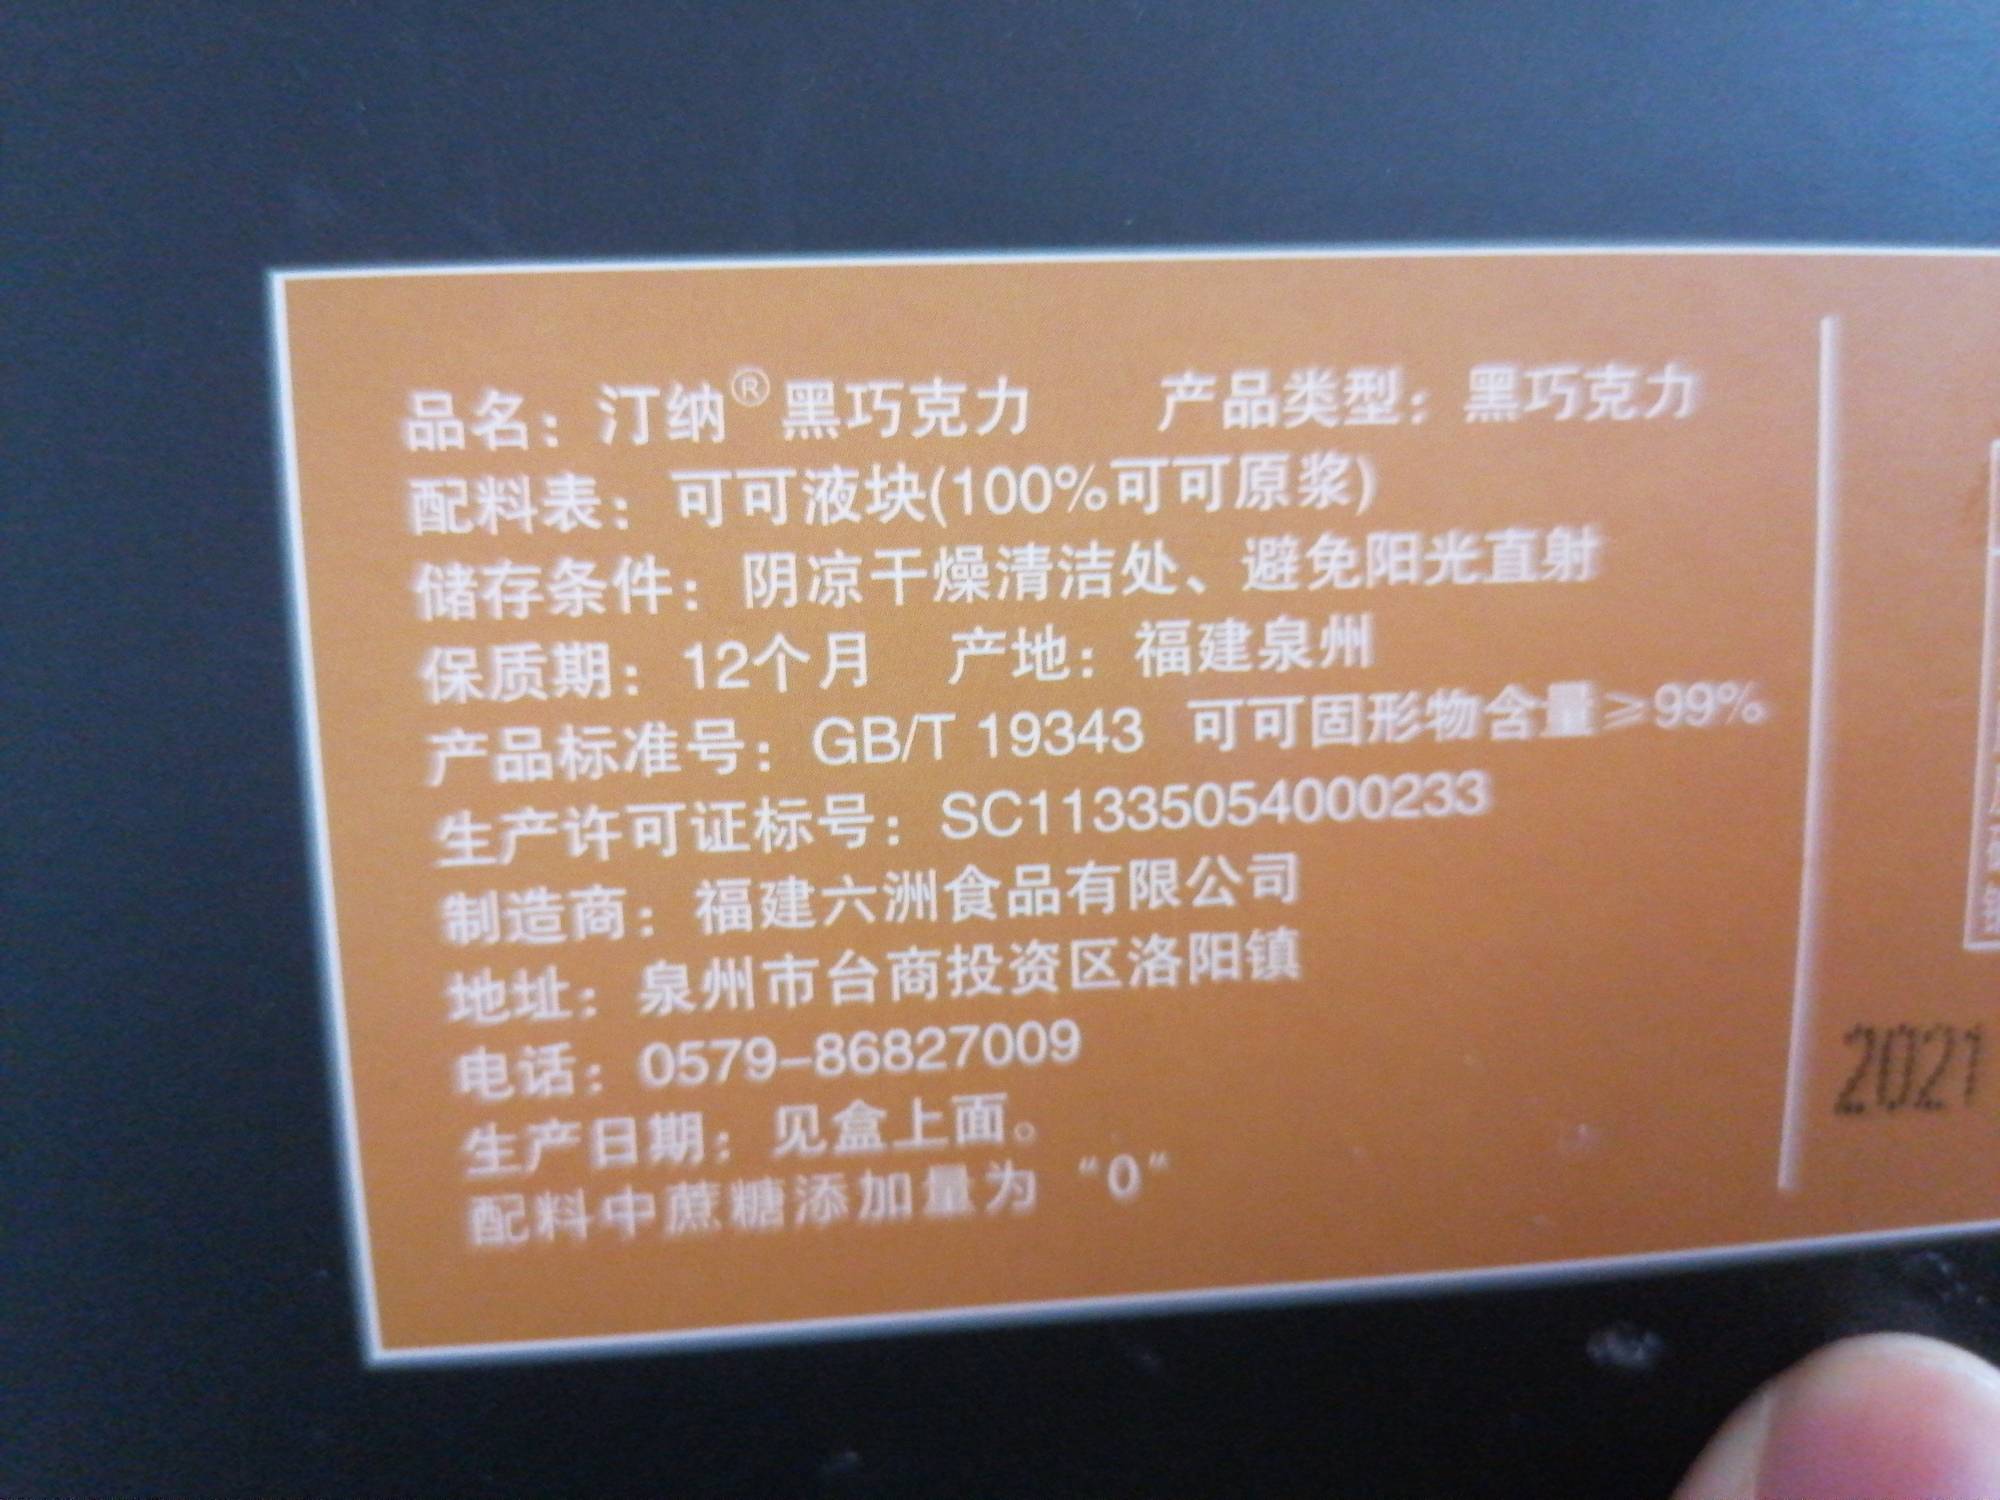 品名：汀纳®黑巧克力 产品类型：黑巧克力
配料表：可可液块(100%可可原浆)
储存条件：阴凉干燥清洁处、避免阳光直射
保质期：12个月 产地：福建泉州
产品标准号：GB/T 19343 可可固形物含量≥99%
生产许可证标号：SC11335054000233
制造商：福建六洲食品有限公司
地址：泉州市台商投资区洛阳镇
电话：0579-86827009
生产日期：见盒上面。
配料中蔗糖添加量为“0“
2021